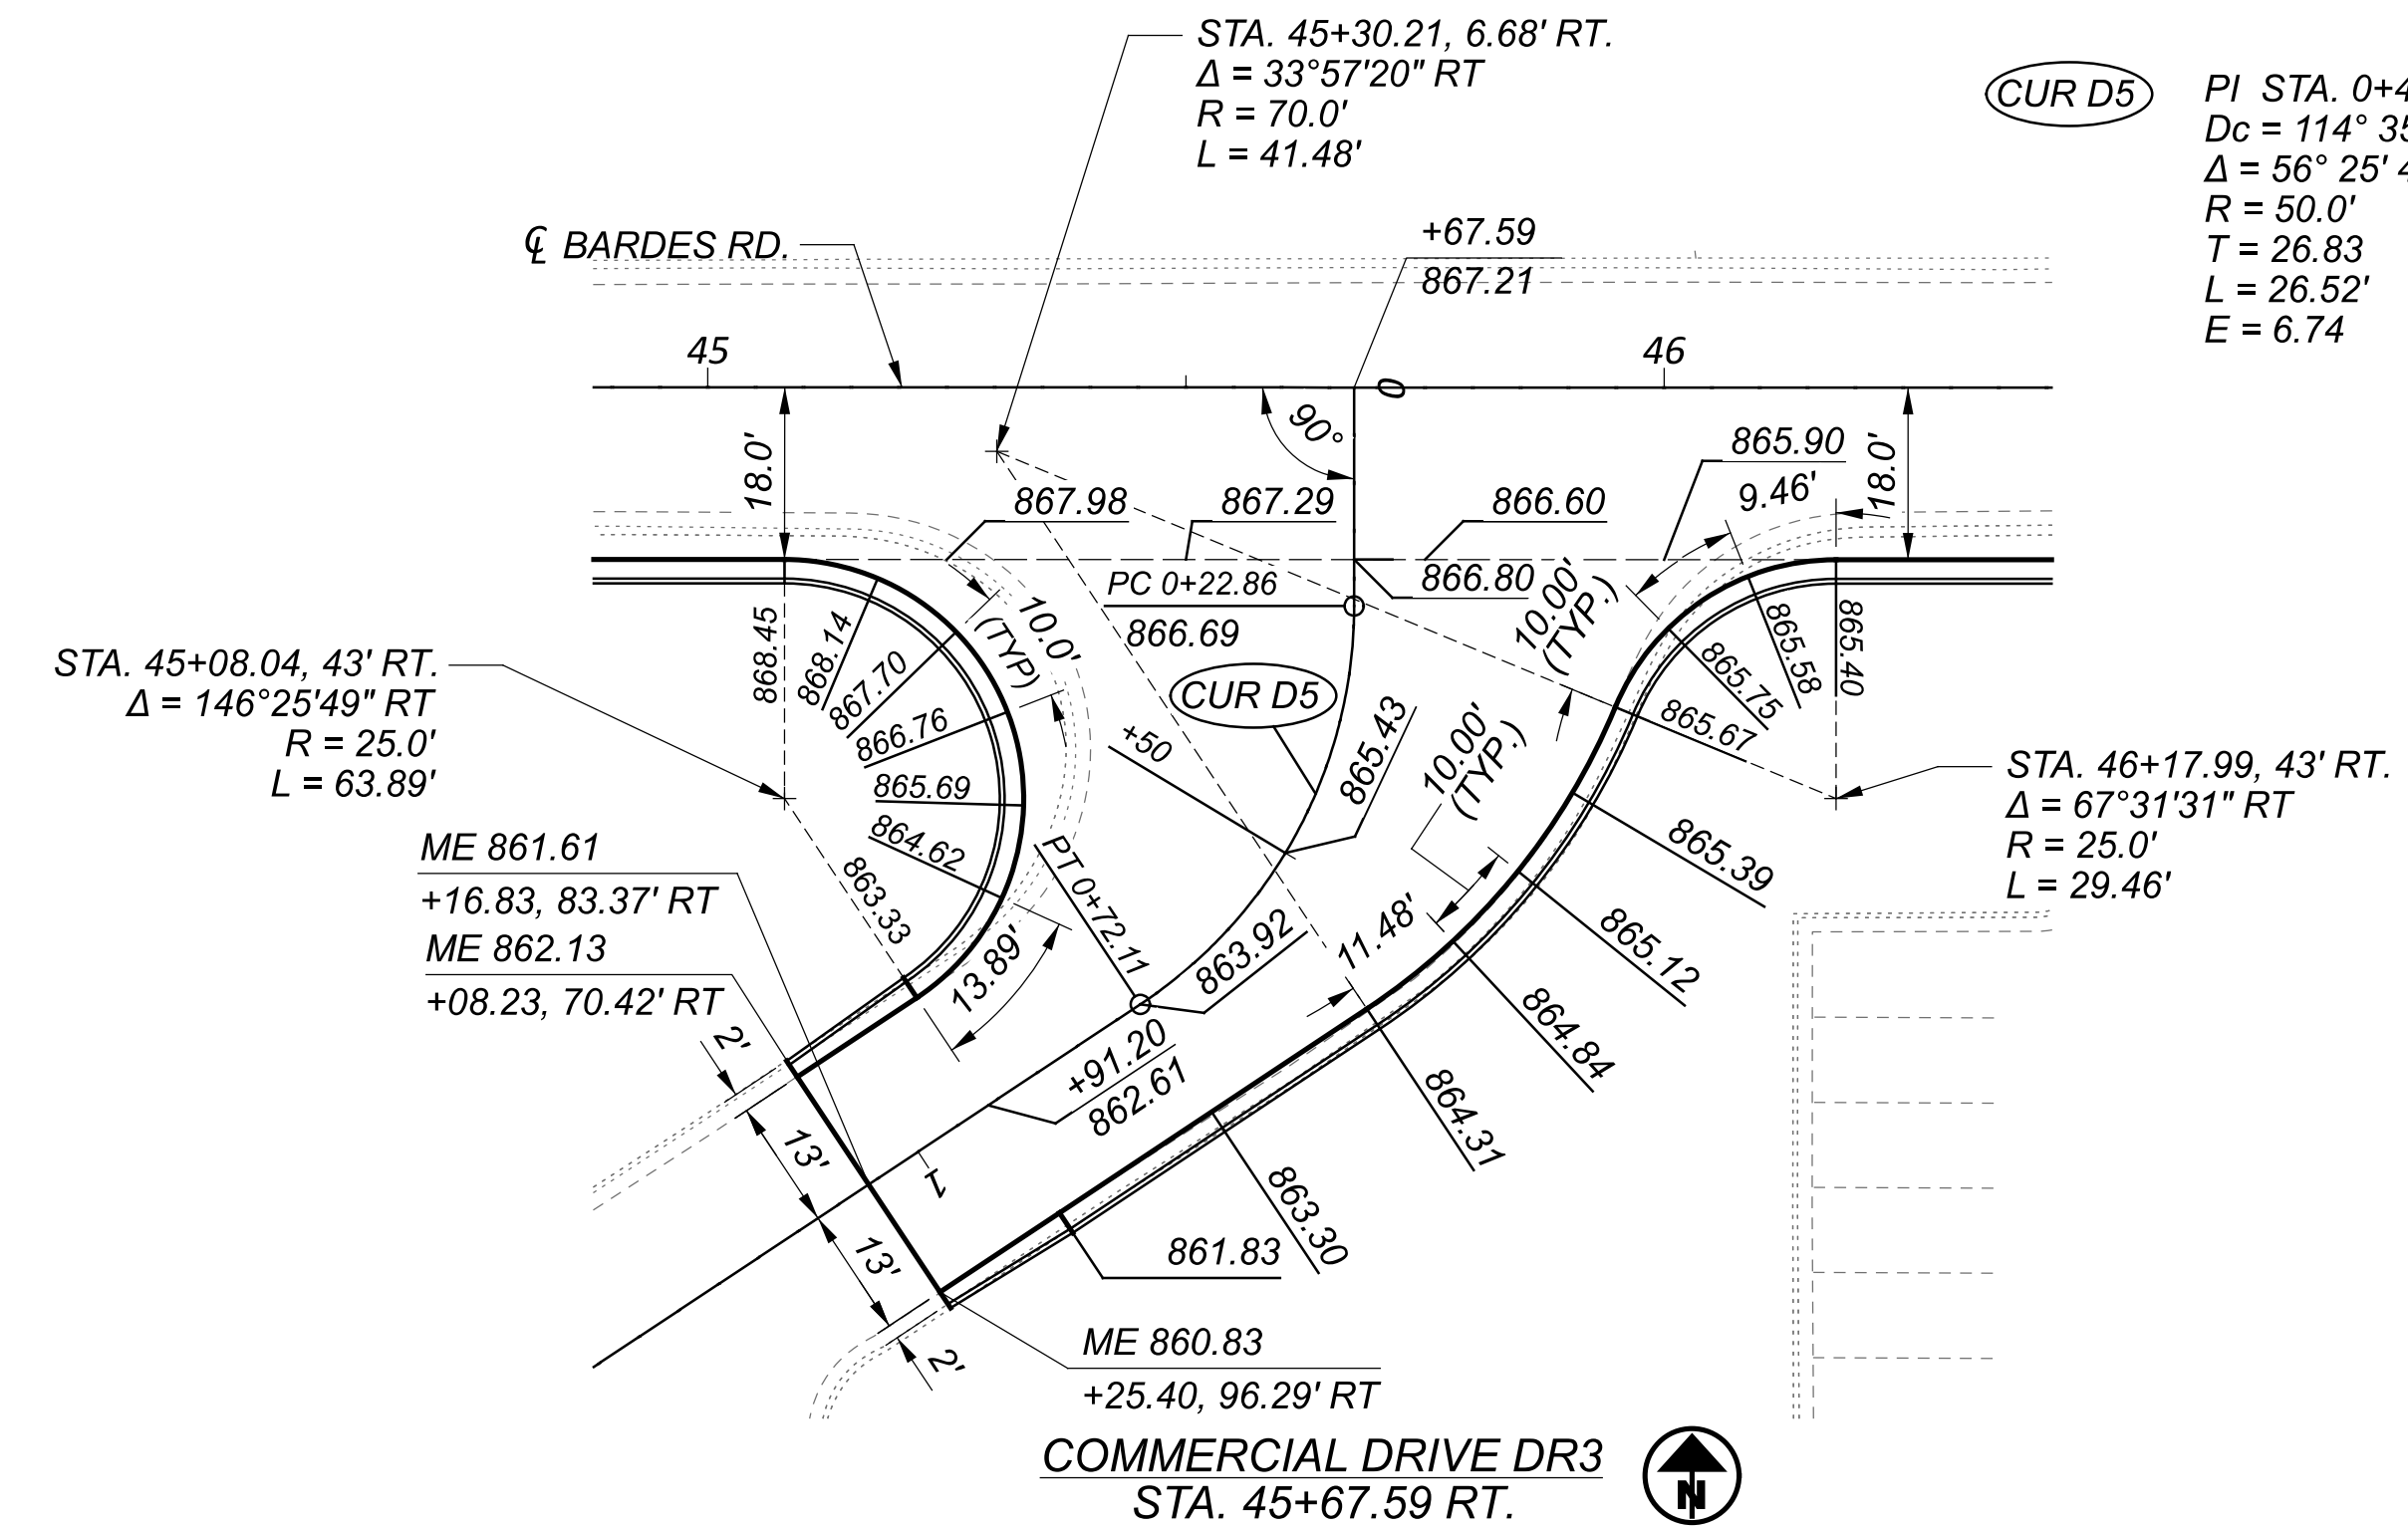 STA. 45+30.21, 6.68' RT.
Δ = 33°57'20" RT
R = 70.0'
L = 41.48'
CUR D5
PI STA. 0+4
Dc = 114° 35
Δ = 56° 25' 4
R = 50.0'
T = 26.83
L = 26.52'
E = 6.74
℄ BARDES RD.
+67.59
867.21
45
46
0
90°
18.0'
18.0'
865.90
9.46'
867.98
867.29
866.60
866.80
PC 0+22.86
866.69
10.0'
(TYP)
10.00'
(TYP.)
868.45
868.14
867.70
866.76
865.69
864.62
863.33
865.40
865.58
865.75
865.67
STA. 45+08.04, 43' RT.
Δ = 146°25'49" RT
R = 25.0'
L = 63.89'
CUR D5
+50
865.43
10.00'
(TYP.)
STA. 46+17.99, 43' RT.
Δ = 67°31'31" RT
R = 25.0'
L = 29.46'
ME 861.61
+16.83, 83.37' RT
ME 862.13
+08.23, 70.42' RT
PT 0+72.11
863.92
13.89'
11.48'
865.39
865.12
864.84
864.31
863.30
861.83
+91.20
862.61
2'
13'
13'
2'
1
ME 860.83
+25.40, 96.29' RT
COMMERCIAL DRIVE DR3
STA. 45+67.59 RT.
N